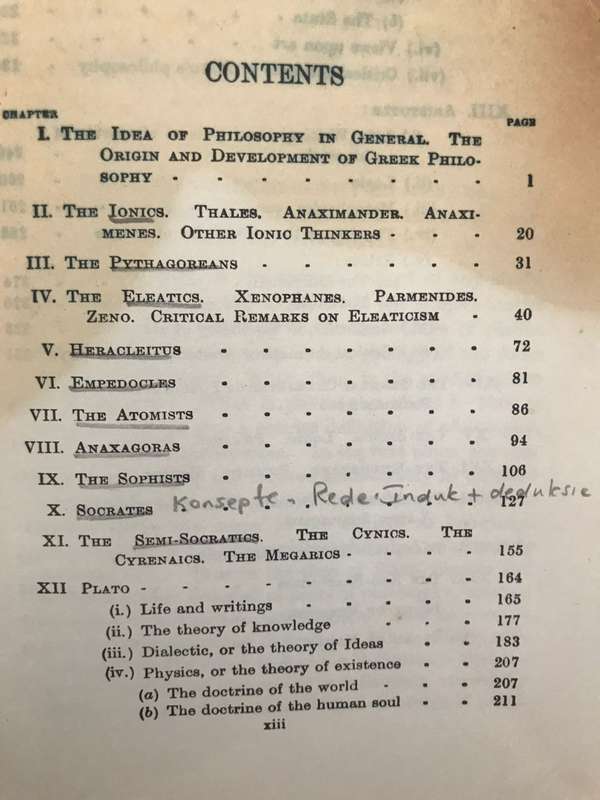 CONTENTS
CHAPTER PAGE
I. THE IDEA OF PHILOSOPHY IN GENERAL. THE
ORIGIN AND DEVELOPMENT OF GREEK PHILO-
SOPHY - - - - - - - - 1
II. THE IONICS. THALES. ANAXIMANDER. ANAXI-
MENES. OTHER IONIC THINKERS - - - 20
III. THE PYTHAGOREANS - - - - - - 31
IV. THE ELEATICS. XENOPHANES. PARMENIDES.
ZENO. CRITICAL REMARKS ON ELEATICISM - 40
V. HERACLEITUS - - - - - - - 72
VI. EMPEDOCLES - - - - - - - 81
VII. THE ATOMISTS - - - - - - - 86
VIII. ANAXAGORAS - - - - - - - 94
IX. THE SOPHISTS - - - - - - - 106
Konsepte. Rede: Induk + deduksie
X. SOCRATES - - - - - - - 127
XI. THE SEMI-SOCRATICS. THE CYNICS. THE
CYRENAICS. THE MEGARICS - - - - 155
XII PLATO - - - - - - - - - 164
(i.) Life and writings - - - - - 165
(ii.) The theory of knowledge - - - 177
(iii.) Dialectic, or the theory of Ideas - - 183
(iv.) Physics, or the theory of existence - - 207
(a) The doctrine of the world - - - 207
(b) The doctrine of the human soul - - 211
xiii